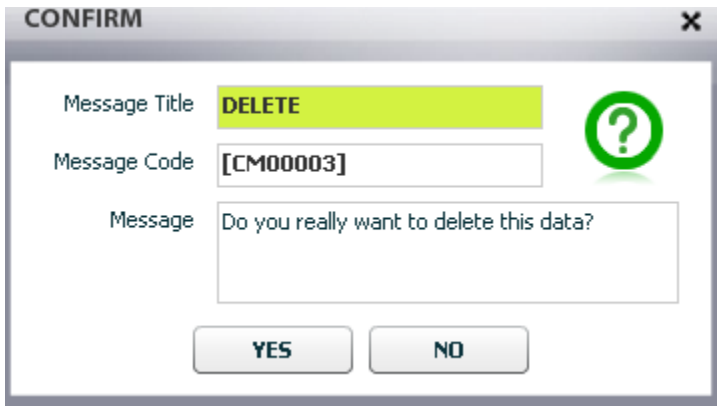 CONFIRM
Message Title DELETE
Message Code [CM00003]
Message Do you really want to delete this data?
YES NO